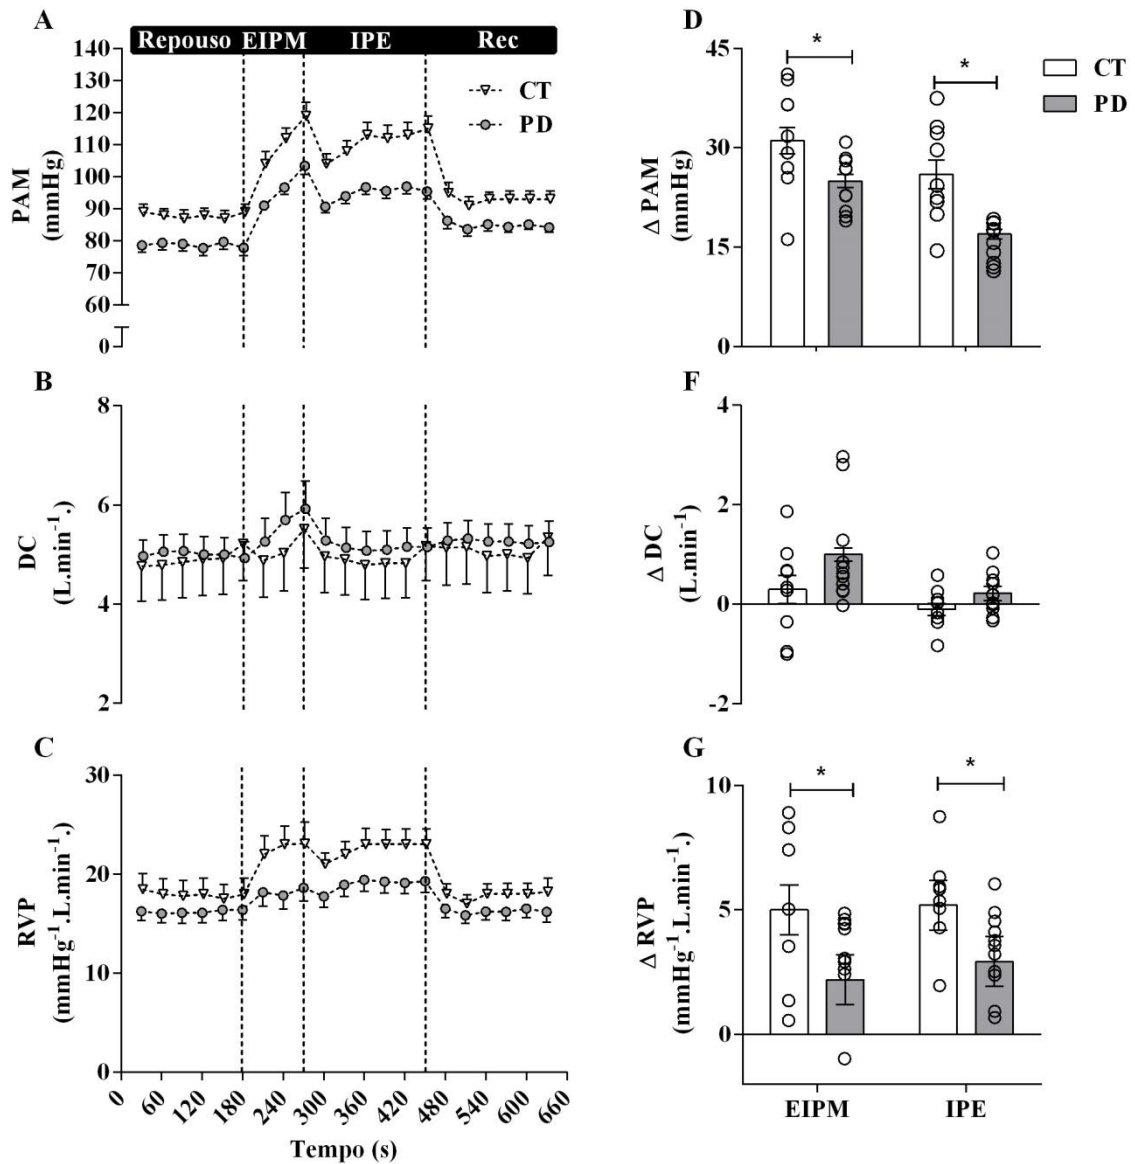 A
Repouso EIPM IPE Rec
140
130
120
110
100
90
80
70
60
0
PAM
(mmHg)
CT
PD
B
8
6
4
2
DC
(L.min⁻¹.)
C
30
20
10
0
RVP
(mmHg⁻¹.L.min⁻¹.)
0 60 120 180 240 300 360 420 480 540 600 660
Tempo (s)
D
45
30
15
0
Δ PAM
(mmHg)
*
*
CT
PD
F
4
2
0
-2
Δ DC
(L.min⁻¹)
G
10
5
0
Δ RVP
(mmHg⁻¹.L.min⁻¹.
*
*
EIPM IPE